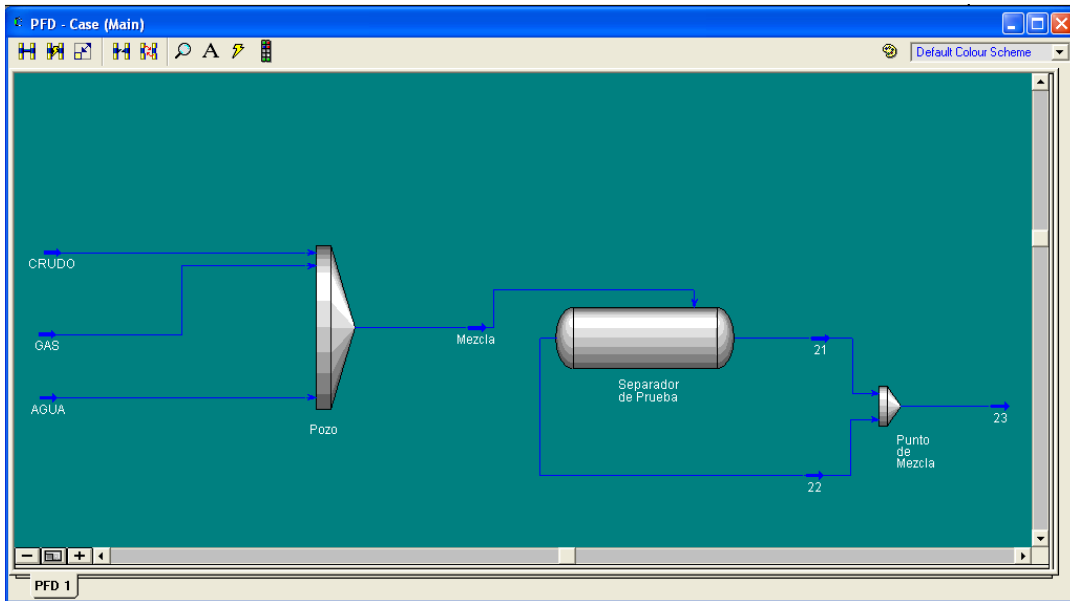 PFD - Case (Main)
A
Default Colour Scheme
CRUDO
GAS
AGUA
Pozo
Mezcla
Separador
de Prueba
21
22
Punto
de
Mezcla
23
PFD 1